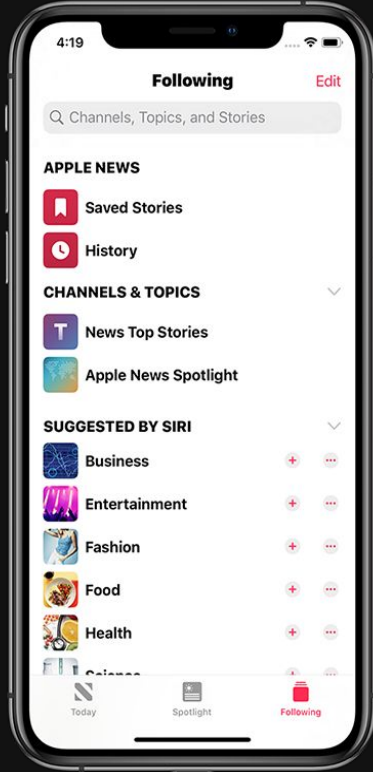 4:19
Following
Edit
Channels, Topics, and Stories
APPLE NEWS
Saved Stories
History
CHANNELS & TOPICS
T
News Top Stories
Apple News Spotlight
SUGGESTED BY SIRI
Business
Entertainment
Fashion
Food
Health
Science
Today
Spotlight
Following